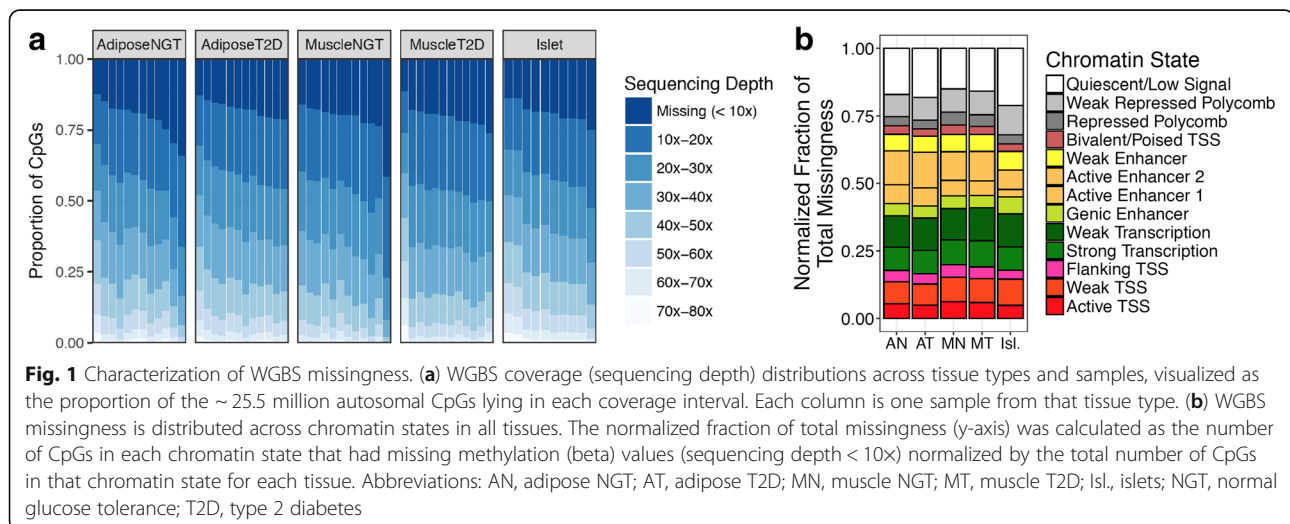 a
AdiposeNGT
AdiposeT2D
MuscleNGT
MuscleT2D
Islet
Proportion of CpGs
1.00
0.75
0.50
0.25
0.00
Sequencing Depth
Missing (< 10x)
10x-20x
20x-30x
30x-40x
40x-50x
50x-60x
60x-70x
70x-80x
b
Normalized Fraction of
Total Missingness
1.00
0.75
0.50
0.25
0.00
AN AT MN MT Isl.
Chromatin State
Quiescent/Low Signal
Weak Repressed Polycomb
Repressed Polycomb
Bivalent/Poised TSS
Weak Enhancer
Active Enhancer 2
Active Enhancer 1
Genic Enhancer
Weak Transcription
Strong Transcription
Flanking TSS
Weak TSS
Active TSS
Fig. 1 Characterization of WGBS missingness. (a) WGBS coverage (sequencing depth) distributions across tissue types and samples, visualized as
the proportion of the ~ 25.5 million autosomal CpGs lying in each coverage interval. Each column is one sample from that tissue type. (b) WGBS
missingness is distributed across chromatin states in all tissues. The normalized fraction of total missingness (y-axis) was calculated as the number
of CpGs in each chromatin state that had missing methylation (beta) values (sequencing depth < 10×) normalized by the total number of CpGs
in that chromatin state for each tissue. Abbreviations: AN, adipose NGT; AT, adipose T2D; MN, muscle NGT; MT, muscle T2D; Isl., islets; NGT, normal
glucose tolerance; T2D, type 2 diabetes